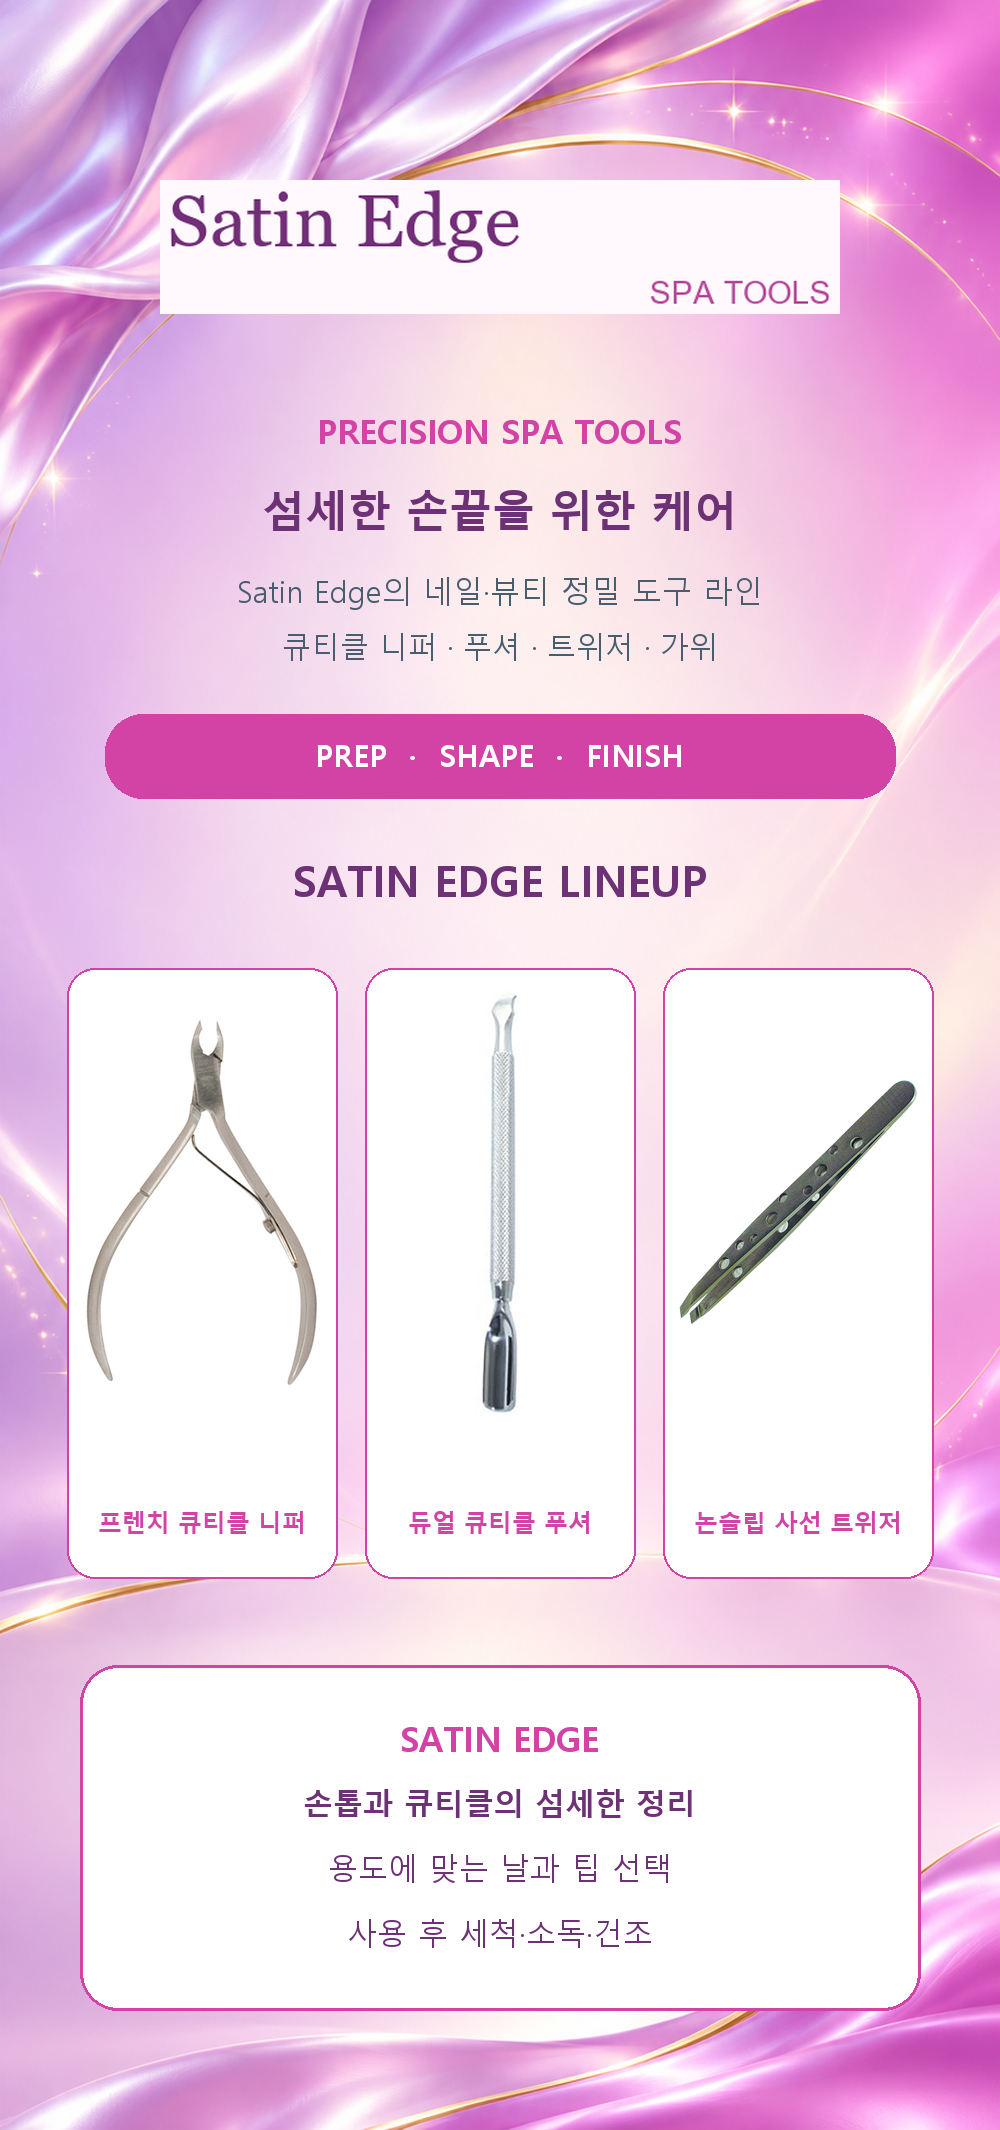 Satin Edge
SPA TOOLS
PRECISION SPA TOOLS
섬세한 손끝을 위한 케어
Satin Edge의 네일·뷰티 정밀 도구 라인
큐티클 니퍼 · 푸셔 · 트위저 · 가위
PREP · SHAPE · FINISH
SATIN EDGE LINEUP
프렌치 큐티클 니퍼
듀얼 큐티클 푸셔
논슬립 사선 트위저
SATIN EDGE
손톱과 큐티클의 섬세한 정리
용도에 맞는 날과 팁 선택
사용 후 세척·소독·건조